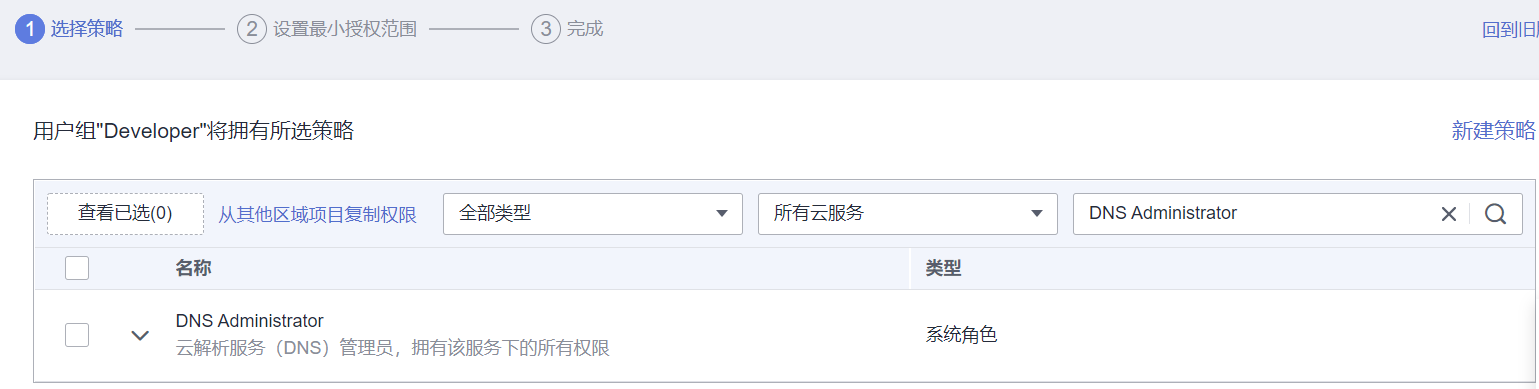 1 选择策略 2 设置最小授权范围 3 完成 回到旧
用户组"Developer"将拥有所选策略 新建策略
查看已选(0) 从其他区域项目复制权限 全部类型 所有云服务 DNS Administrator
名称 类型
DNS Administrator
云解析服务（DNS）管理员，拥有该服务下的所有权限
系统角色